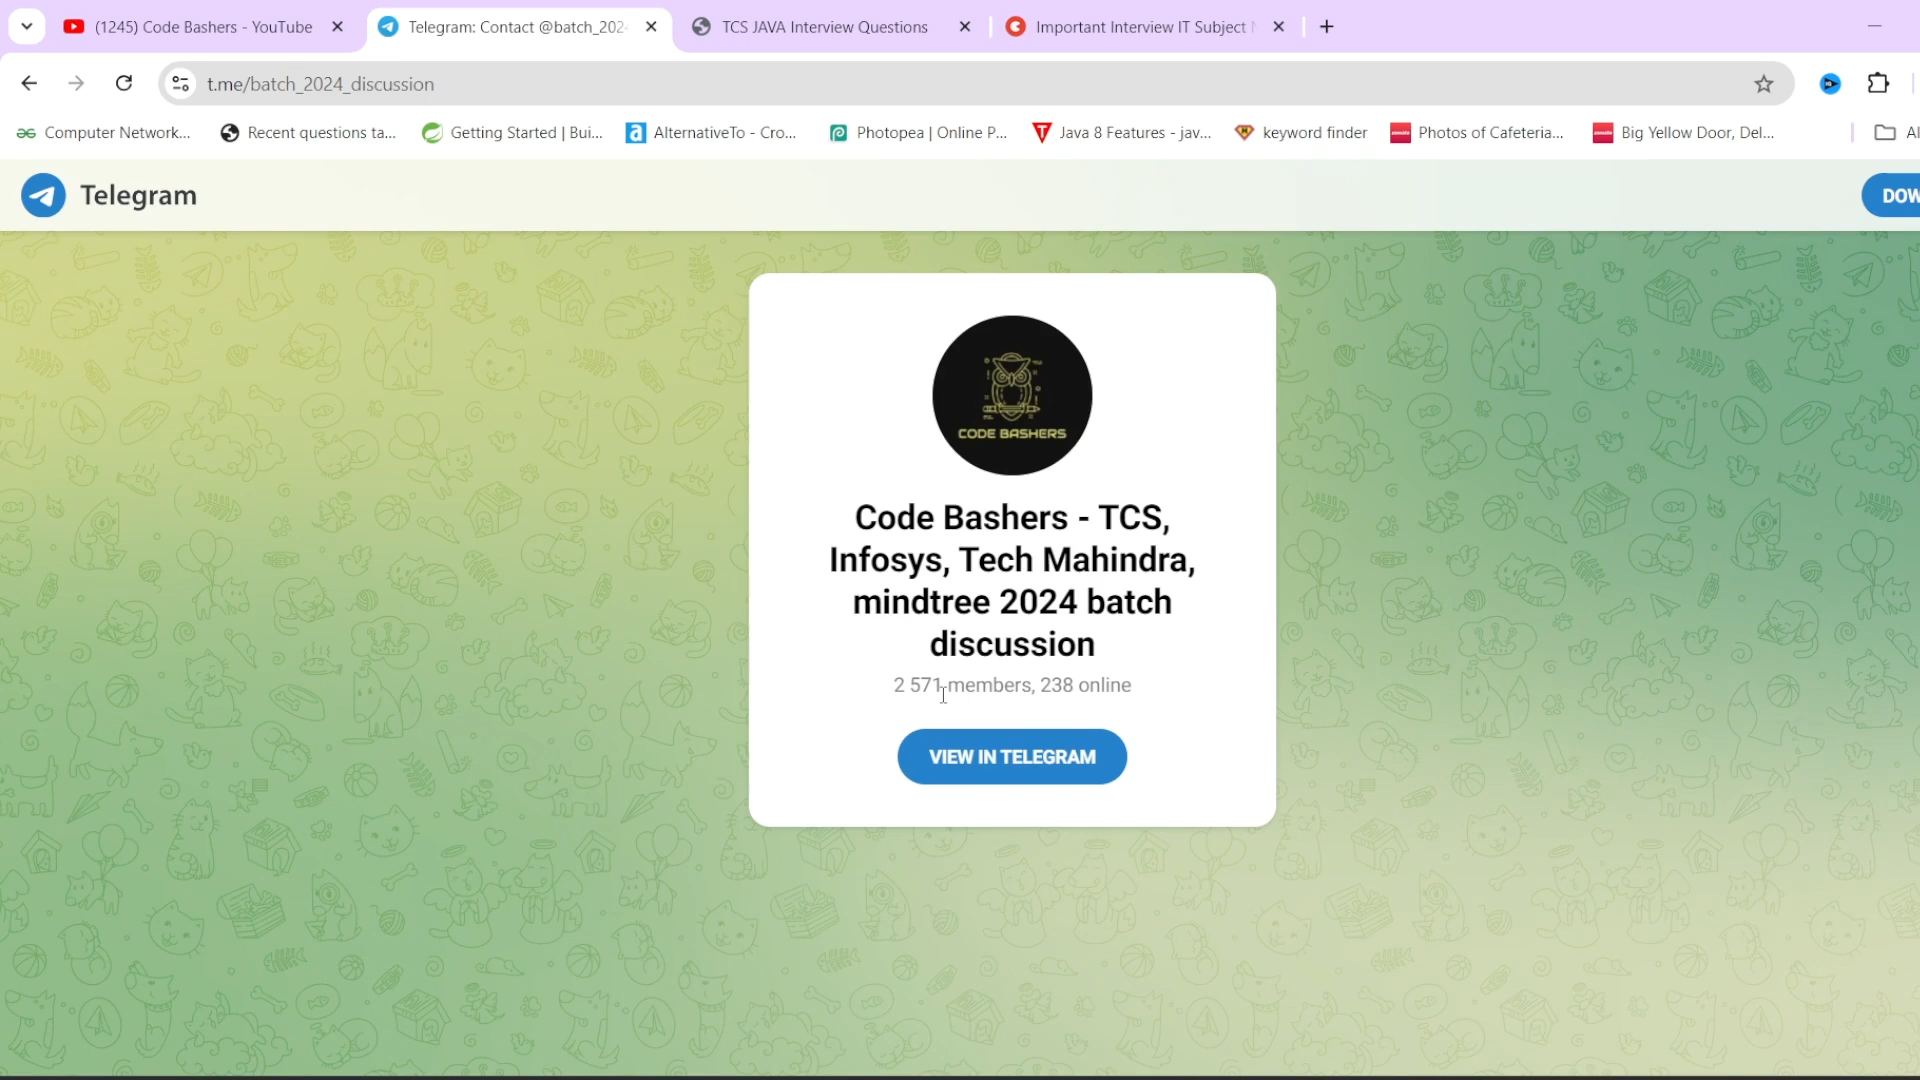 (1245) Code Bashers - YouTube
Telegram: Contact @batch_202
TCS JAVA Interview Questions
Important Interview IT Subject
t.me/batch_2024_discussion
Computer Network...
Recent questions ta...
Getting Started | Bui...
AlternativeTo - Cro...
Photopea | Online P...
Java 8 Features - jav...
keyword finder
Photos of Cafeteria...
Big Yellow Door, Del...
Telegram
CODE BASHERS
Code Bashers - TCS,
Infosys, Tech Mahindra,
mindtree 2024 batch
discussion
2 571 members, 238 online
VIEW IN TELEGRAM